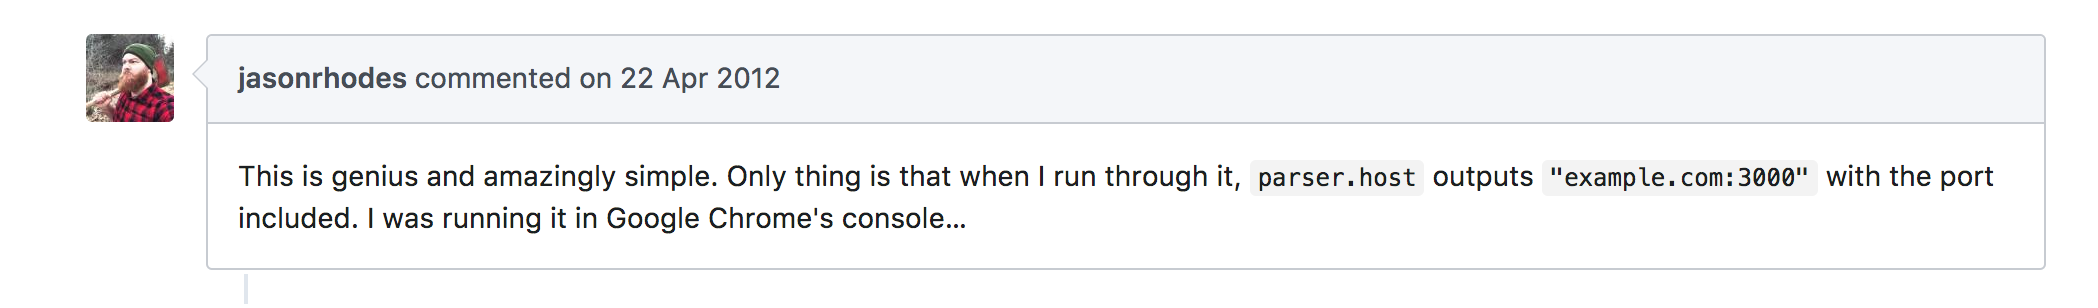 jasonrhodes commented on 22 Apr 2012
This is genius and amazingly simple. Only thing is that when I run through it, parser.host outputs "example.com:3000" with the port
included. I was running it in Google Chrome's console...